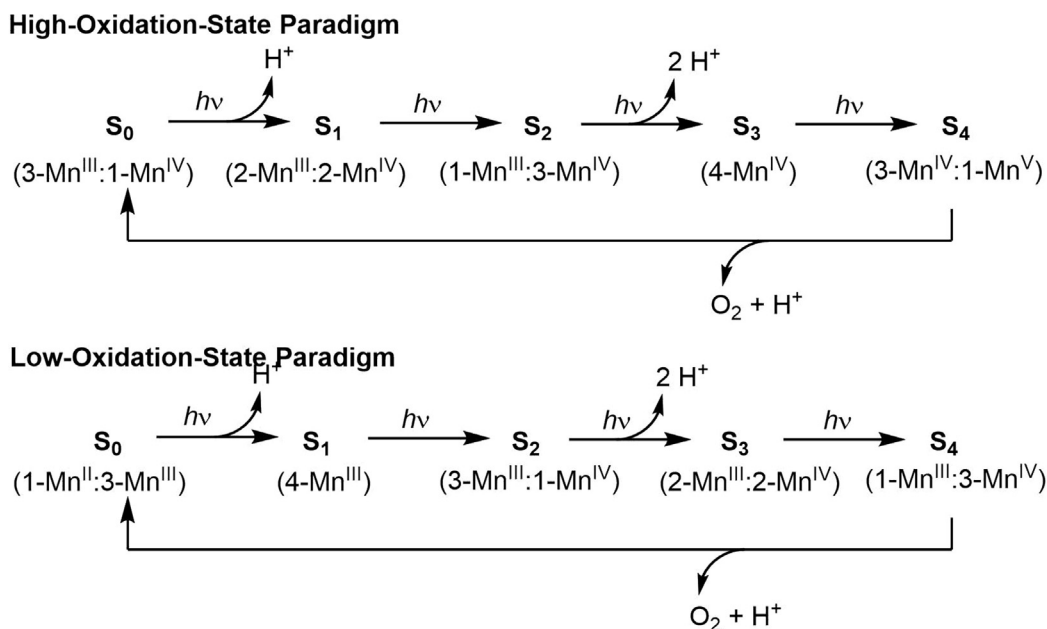 High-Oxidation-State Paradigm
H⁺ 2 H⁺
hν hν hν hν
S₀ S₁ S₂ S₃ S₄
(3-Mnᴵᴵᴵ:1-Mnᴵⱽ) (2-Mnᴵᴵᴵ:2-Mnᴵⱽ) (1-Mnᴵᴵᴵ:3-Mnᴵⱽ) (4-Mnᴵⱽ) (3-Mnᴵⱽ:1-Mnⱽ)
O₂ + H⁺
Low-Oxidation-State Paradigm
H⁺ 2 H⁺
hν hν hν hν
S₀ S₁ S₂ S₃ S₄
(1-Mnᴵᴵ:3-Mnᴵᴵᴵ) (4-Mnᴵᴵᴵ) (3-Mnᴵᴵᴵ:1-Mnᴵⱽ) (2-Mnᴵᴵᴵ:2-Mnᴵⱽ) (1-Mnᴵᴵᴵ:3-Mnᴵⱽ)
O₂ + H⁺